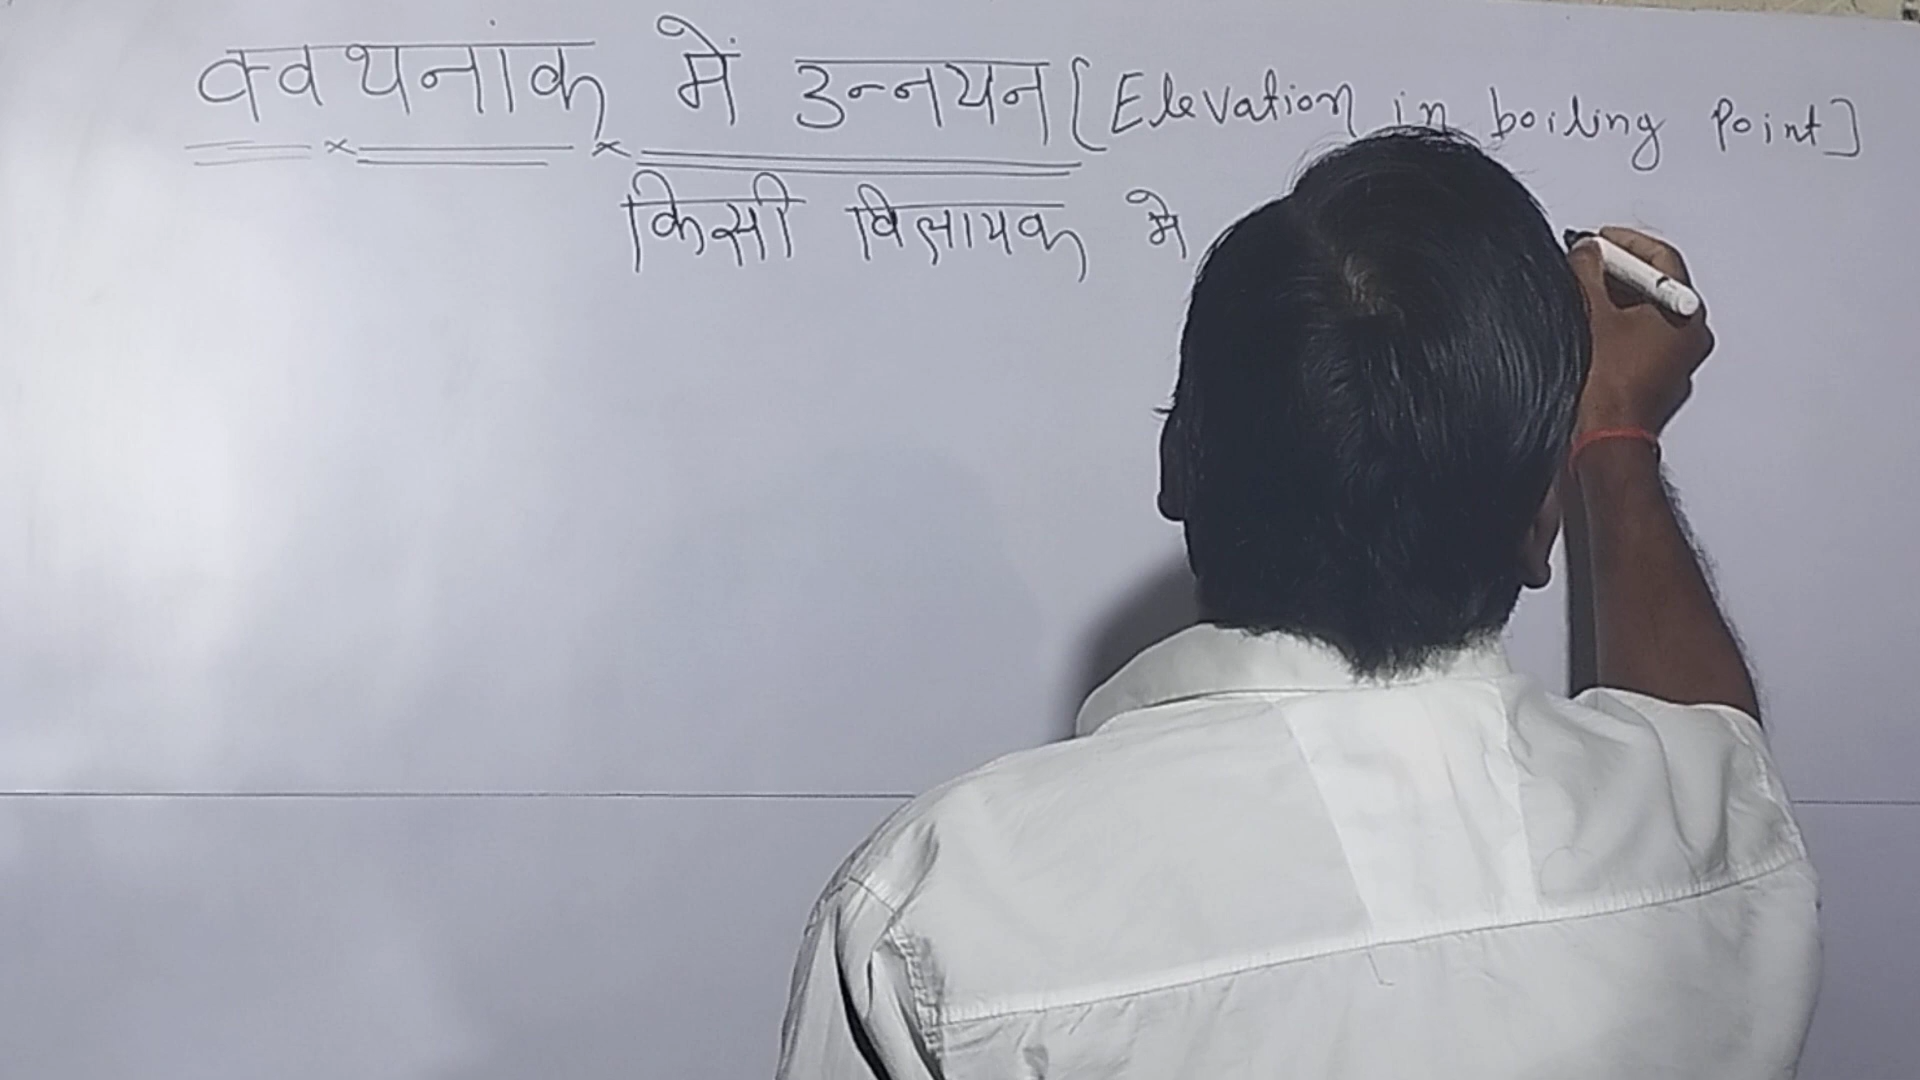 क्वथनांक में उन्नयन [Elevation in boiling Point]
किसी विलायक मे